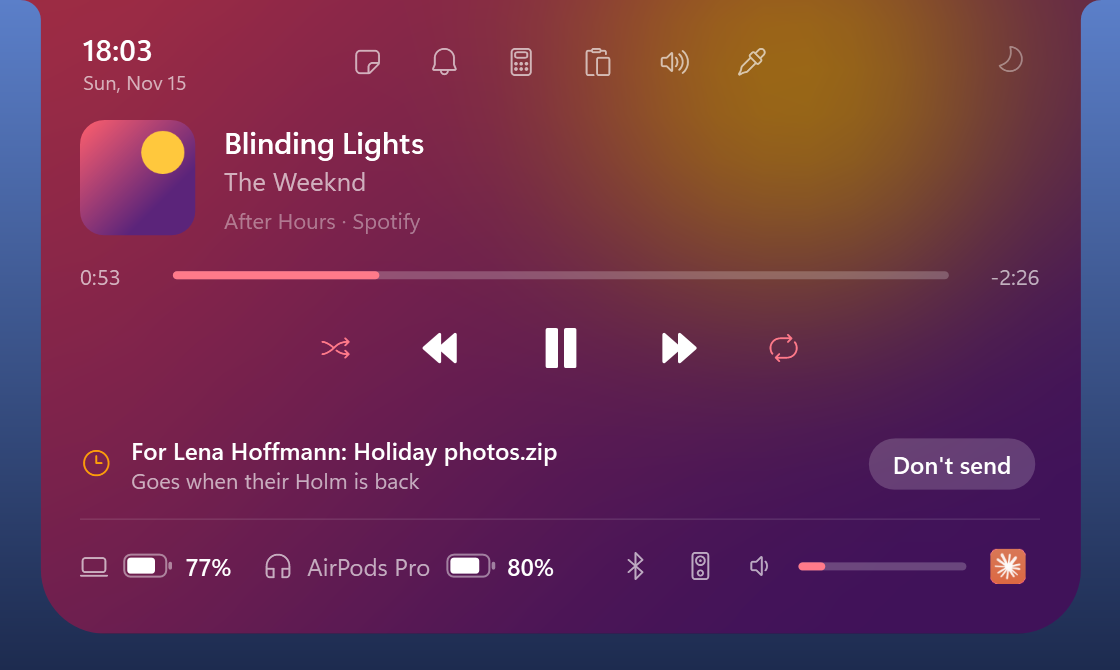 18:03
Sun, Nov 15
Blinding Lights
The Weeknd
After Hours · Spotify
0:53
-2:26
For Lena Hoffmann: Holiday photos.zip
Goes when their Holm is back
Don't send
77%
AirPods Pro
80%